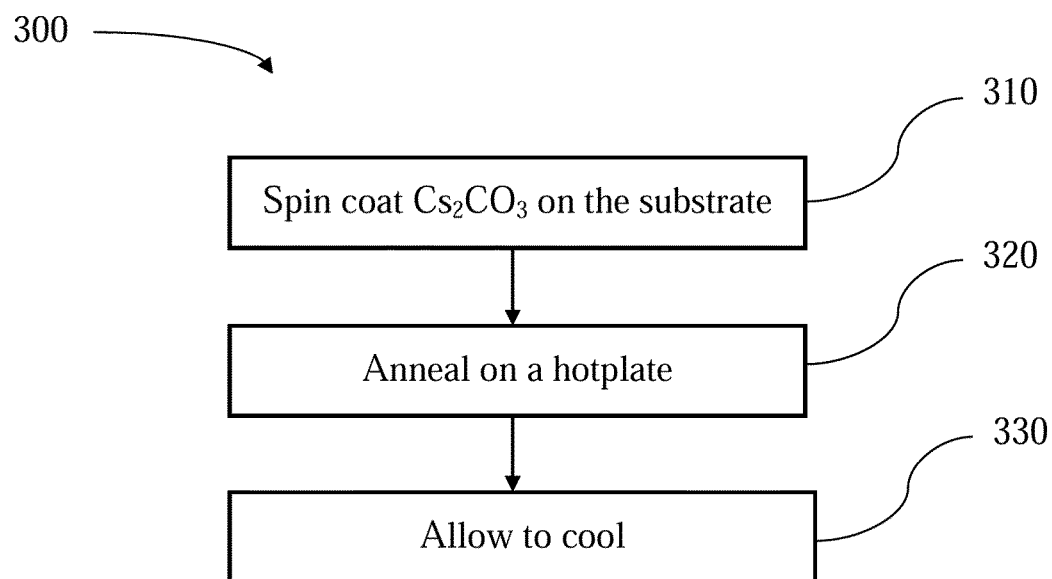 300
310
Spin coat Cs₂CO₃ on the substrate
320
Anneal on a hotplate
330
Allow to cool